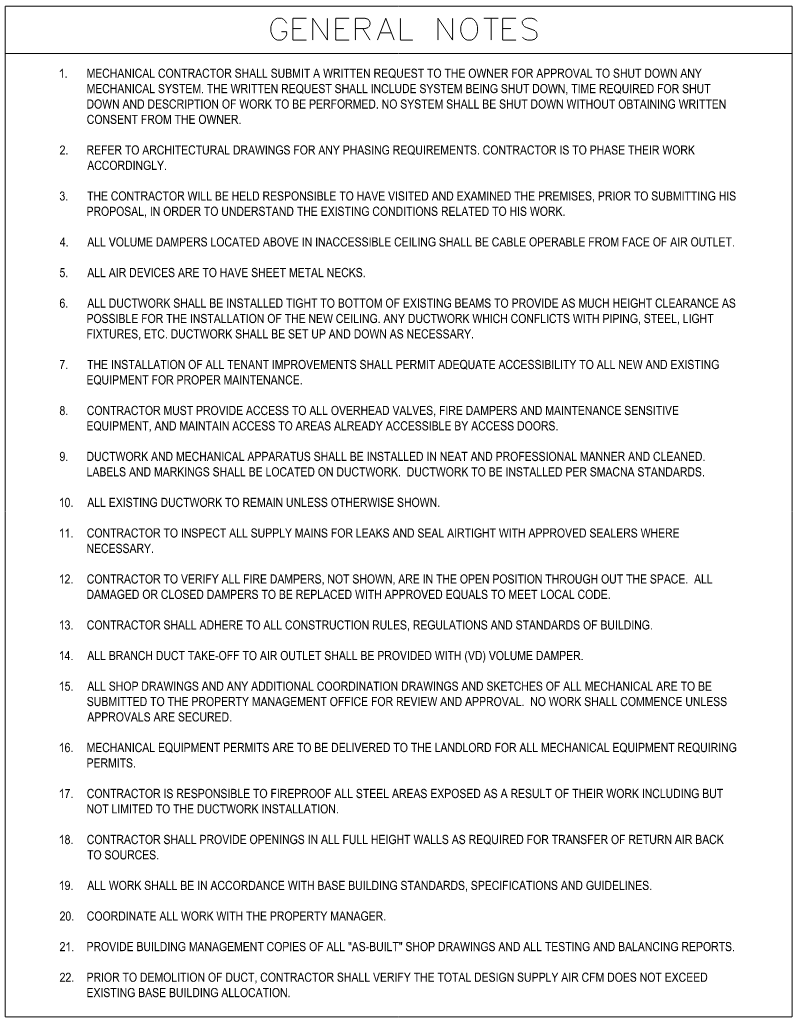 GENERAL NOTES
1. MECHANICAL CONTRACTOR SHALL SUBMIT A WRITTEN REQUEST TO THE OWNER FOR APPROVAL TO SHUT DOWN ANY
MECHANICAL SYSTEM. THE WRITTEN REQUEST SHALL INCLUDE SYSTEM BEING SHUT DOWN, TIME REQUIRED FOR SHUT
DOWN AND DESCRIPTION OF WORK TO BE PERFORMED. NO SYSTEM SHALL BE SHUT DOWN WITHOUT OBTAINING WRITTEN
CONSENT FROM THE OWNER.
2. REFER TO ARCHITECTURAL DRAWINGS FOR ANY PHASING REQUIREMENTS. CONTRACTOR IS TO PHASE THEIR WORK
ACCORDINGLY.
3. THE CONTRACTOR WILL BE HELD RESPONSIBLE TO HAVE VISITED AND EXAMINED THE PREMISES, PRIOR TO SUBMITTING HIS
PROPOSAL, IN ORDER TO UNDERSTAND THE EXISTING CONDITIONS RELATED TO HIS WORK.
4. ALL VOLUME DAMPERS LOCATED ABOVE IN INACCESSIBLE CEILING SHALL BE CABLE OPERABLE FROM FACE OF AIR OUTLET.
5. ALL AIR DEVICES ARE TO HAVE SHEET METAL NECKS.
6. ALL DUCTWORK SHALL BE INSTALLED TIGHT TO BOTTOM OF EXISTING BEAMS TO PROVIDE AS MUCH HEIGHT CLEARANCE AS
POSSIBLE FOR THE INSTALLATION OF THE NEW CEILING. ANY DUCTWORK WHICH CONFLICTS WITH PIPING, STEEL, LIGHT
FIXTURES, ETC. DUCTWORK SHALL BE SET UP AND DOWN AS NECESSARY.
7. THE INSTALLATION OF ALL TENANT IMPROVEMENTS SHALL PERMIT ADEQUATE ACCESSIBILITY TO ALL NEW AND EXISTING
EQUIPMENT FOR PROPER MAINTENANCE.
8. CONTRACTOR MUST PROVIDE ACCESS TO ALL OVERHEAD VALVES, FIRE DAMPERS AND MAINTENANCE SENSITIVE
EQUIPMENT, AND MAINTAIN ACCESS TO AREAS ALREADY ACCESSIBLE BY ACCESS DOORS.
9. DUCTWORK AND MECHANICAL APPARATUS SHALL BE INSTALLED IN NEAT AND PROFESSIONAL MANNER AND CLEANED.
LABELS AND MARKINGS SHALL BE LOCATED ON DUCTWORK. DUCTWORK TO BE INSTALLED PER SMACNA STANDARDS.
10. ALL EXISTING DUCTWORK TO REMAIN UNLESS OTHERWISE SHOWN.
11. CONTRACTOR TO INSPECT ALL SUPPLY MAINS FOR LEAKS AND SEAL AIRTIGHT WITH APPROVED SEALERS WHERE
NECESSARY.
12. CONTRACTOR TO VERIFY ALL FIRE DAMPERS, NOT SHOWN, ARE IN THE OPEN POSITION THROUGH OUT THE SPACE. ALL
DAMAGED OR CLOSED DAMPERS TO BE REPLACED WITH APPROVED EQUALS TO MEET LOCAL CODE.
13. CONTRACTOR SHALL ADHERE TO ALL CONSTRUCTION RULES, REGULATIONS AND STANDARDS OF BUILDING.
14. ALL BRANCH DUCT TAKE-OFF TO AIR OUTLET SHALL BE PROVIDED WITH (VD) VOLUME DAMPER.
15. ALL SHOP DRAWINGS AND ANY ADDITIONAL COORDINATION DRAWINGS AND SKETCHES OF ALL MECHANICAL ARE TO BE
SUBMITTED TO THE PROPERTY MANAGEMENT OFFICE FOR REVIEW AND APPROVAL. NO WORK SHALL COMMENCE UNLESS
APPROVALS ARE SECURED.
16. MECHANICAL EQUIPMENT PERMITS ARE TO BE DELIVERED TO THE LANDLORD FOR ALL MECHANICAL EQUIPMENT REQUIRING
PERMITS.
17. CONTRACTOR IS RESPONSIBLE TO FIREPROOF ALL STEEL AREAS EXPOSED AS A RESULT OF THEIR WORK INCLUDING BUT
NOT LIMITED TO THE DUCTWORK INSTALLATION.
18. CONTRACTOR SHALL PROVIDE OPENINGS IN ALL FULL HEIGHT WALLS AS REQUIRED FOR TRANSFER OF RETURN AIR BACK
TO SOURCES.
19. ALL WORK SHALL BE IN ACCORDANCE WITH BASE BUILDING STANDARDS, SPECIFICATIONS AND GUIDELINES.
20. COORDINATE ALL WORK WITH THE PROPERTY MANAGER.
21. PROVIDE BUILDING MANAGEMENT COPIES OF ALL "AS-BUILT" SHOP DRAWINGS AND ALL TESTING AND BALANCING REPORTS.
22. PRIOR TO DEMOLITION OF DUCT, CONTRACTOR SHALL VERIFY THE TOTAL DESIGN SUPPLY AIR CFM DOES NOT EXCEED
EXISTING BASE BUILDING ALLOCATION.